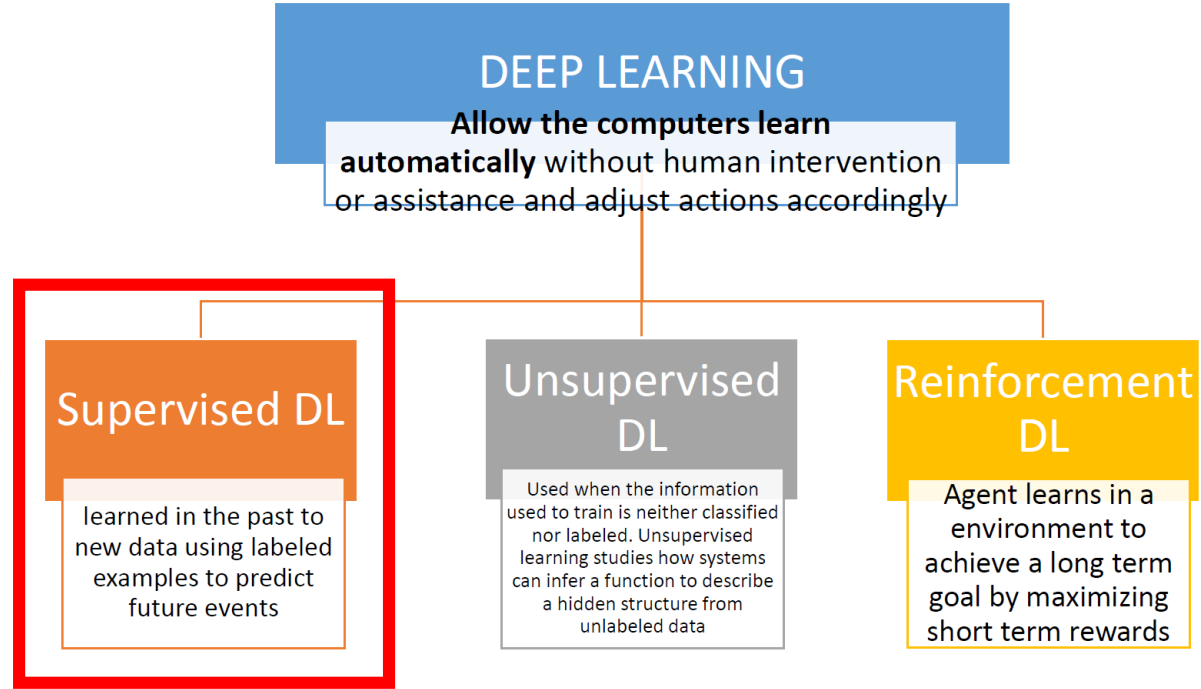 DEEP LEARNING
Allow the computers learn
automatically without human intervention
or assistance and adjust actions accordingly
Supervised DL
learned in the past to
new data using labeled
examples to predict
future events
Unsupervised
DL
Used when the information
used to train is neither classified
nor labeled. Unsupervised
learning studies how systems
can infer a function to describe
a hidden structure from
unlabeled data
Reinforcement
DL
Agent learns in a
environment to
achieve a long term
goal by maximizing
short term rewards